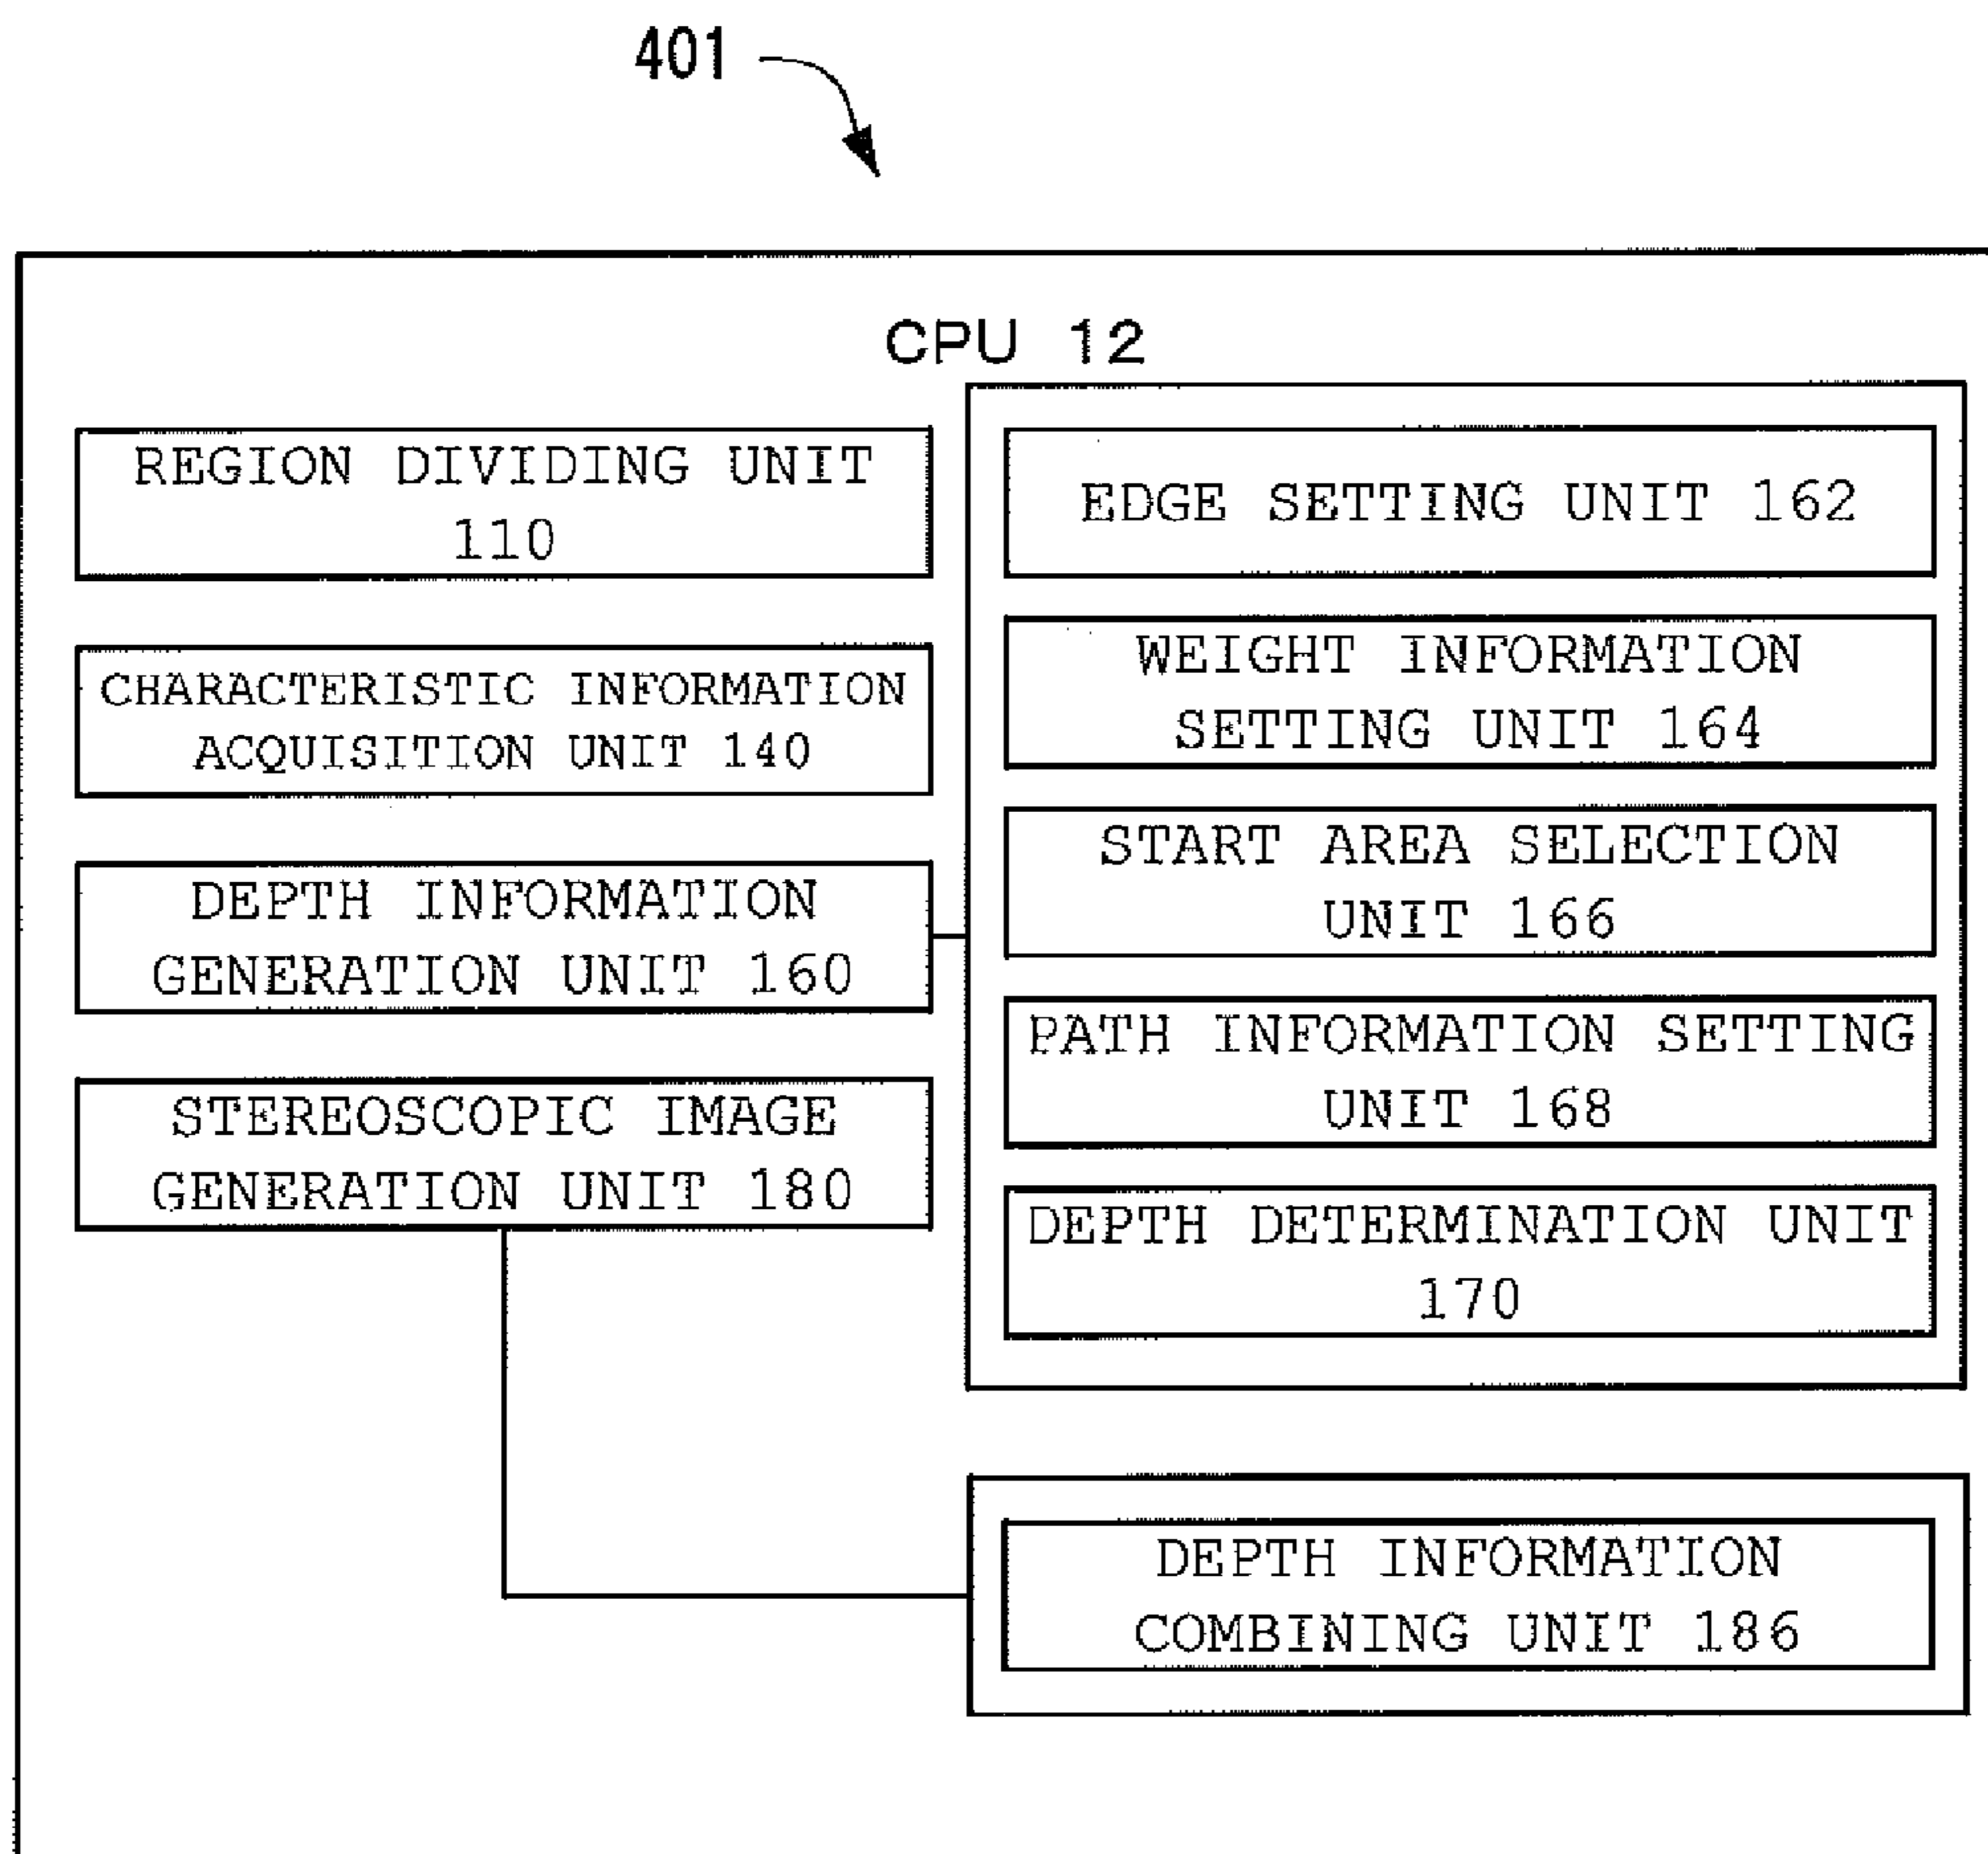 401
CPU 12
REGION DIVIDING UNIT
110
CHARACTERISTIC INFORMATION
ACQUISITION UNIT 140
DEPTH INFORMATION
GENERATION UNIT 160
STEREOSCOPIC IMAGE
GENERATION UNIT 180
EDGE SETTING UNIT 162
WEIGHT INFORMATION
SETTING UNIT 164
START AREA SELECTION
UNIT 166
PATH INFORMATION SETTING
UNIT 168
DEPTH DETERMINATION UNIT
170
DEPTH INFORMATION
COMBINING UNIT 186